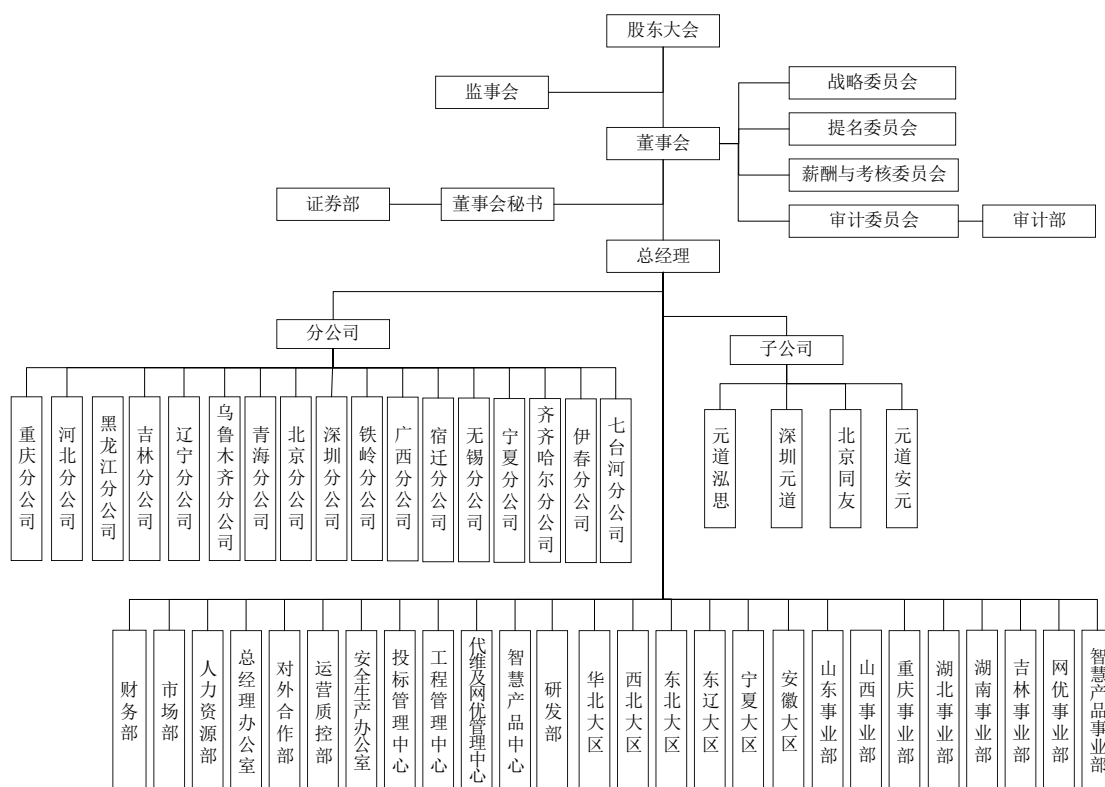 股东大会
监事会
战略委员会
提名委员会
董事会
薪酬与考核委员会
证券部
董事会秘书
审计委员会
审计部
总经理
分公司
子公司
重庆分公司
河北分公司
黑龙江分公司
吉林分公司
辽宁分公司
乌鲁木齐分公司
青海分公司
北京分公司
深圳分公司
铁岭分公司
广西分公司
宿迁分公司
无锡分公司
宁夏分公司
齐齐哈尔分公司
伊春分公司
七台河分公司
元道泓思
深圳元道
北京同友
元道安元
财务部
市场部
人力资源部
总经理办公室
对外合作部
运营质控部
安全生产办公室
投标管理中心
工程管理中心
代维及网优管理中心
智慧产品中心
研发部
华北大区
西北大区
东北大区
东辽大区
宁夏大区
安徽大区
山东事业部
山西事业部
重庆事业部
湖北事业部
湖南事业部
吉林事业部
网优事业部
智慧产品事业部